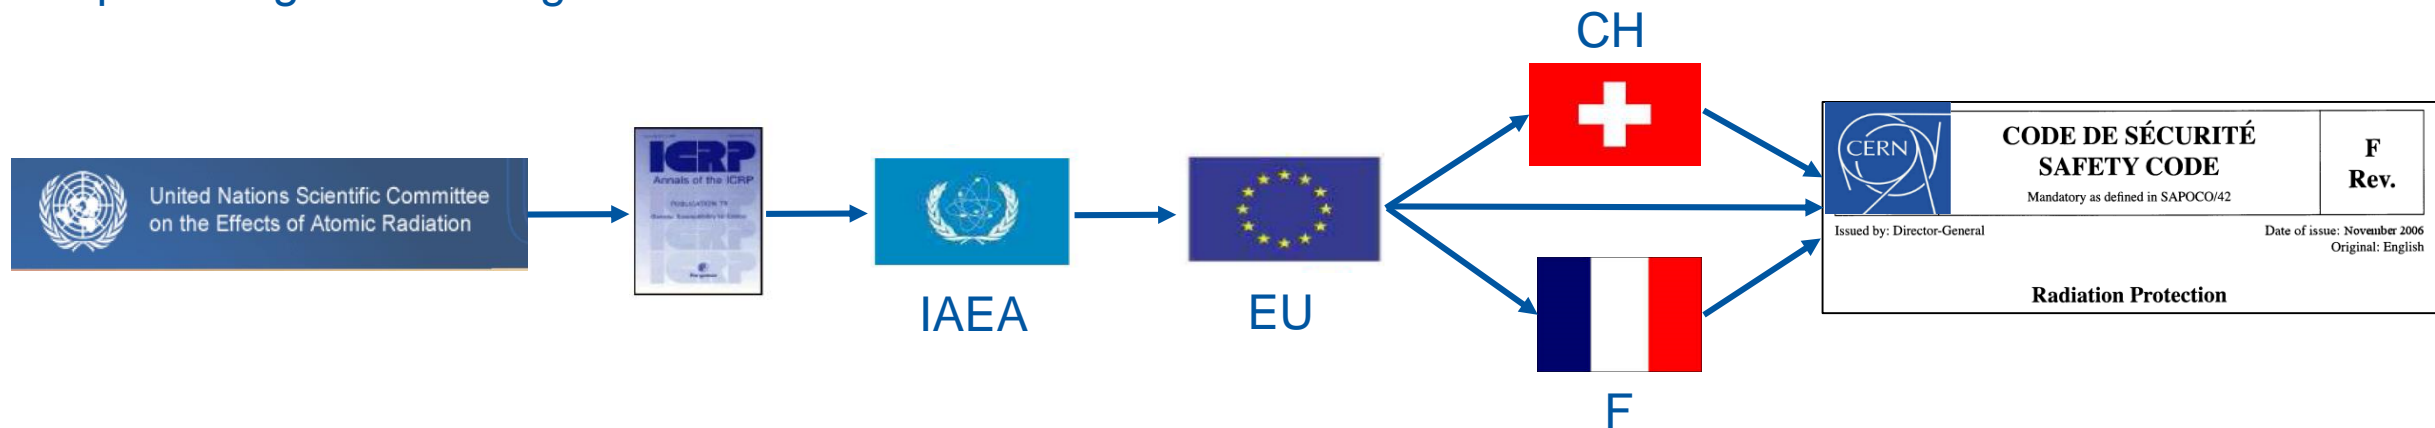 CH
United Nations Scientific Committee
on the Effects of Atomic Radiation
ICRP
Annals of the ICRP
IAEA
EU
F
CERN
CODE DE SÉCURITÉ
SAFETY CODE
Mandatory as defined in SAPOCO/42
F
Rev.
Issued by: Director-General
Date of issue: November 2006
Original: English
Radiation Protection